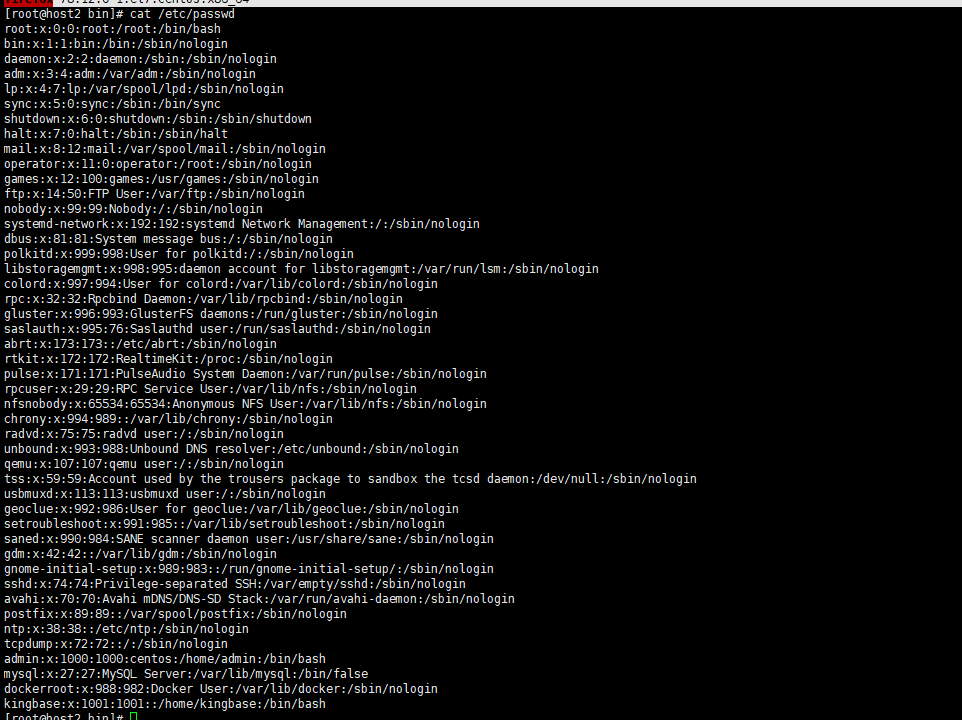 [root@host2 bin]# cat /etc/passwd
root:x:0:0:root:/root:/bin/bash
bin:x:1:1:bin:/bin:/sbin/nologin
daemon:x:2:2:daemon:/sbin:/sbin/nologin
adm:x:3:4:adm:/var/adm:/sbin/nologin
lp:x:4:7:lp:/var/spool/lpd:/sbin/nologin
sync:x:5:0:sync:/sbin:/bin/sync
shutdown:x:6:0:shutdown:/sbin:/sbin/shutdown
halt:x:7:0:halt:/sbin:/sbin/halt
mail:x:8:12:mail:/var/spool/mail:/sbin/nologin
operator:x:11:0:operator:/root:/sbin/nologin
games:x:12:100:games:/usr/games:/sbin/nologin
ftp:x:14:50:FTP User:/var/ftp:/sbin/nologin
nobody:x:99:99:Nobody:/:/sbin/nologin
systemd-network:x:192:192:systemd Network Management:/:/sbin/nologin
dbus:x:81:81:System message bus:/:/sbin/nologin
polkitd:x:999:998:User for polkitd:/:/sbin/nologin
libstoragemgmt:x:998:995:daemon account for libstoragemgmt:/var/run/lsm:/sbin/nologin
colord:x:997:994:User for colord:/var/lib/colord:/sbin/nologin
rpc:x:32:32:Rpcbind Daemon:/var/lib/rpcbind:/sbin/nologin
gluster:x:996:993:GlusterFS daemons:/run/gluster:/sbin/nologin
saslauth:x:995:76:Saslauthd user:/run/saslauthd:/sbin/nologin
abrt:x:173:173::/etc/abrt:/sbin/nologin
rtkit:x:172:172:RealtimeKit:/proc:/sbin/nologin
pulse:x:171:171:PulseAudio System Daemon:/var/run/pulse:/sbin/nologin
rpcuser:x:29:29:RPC Service User:/var/lib/nfs:/sbin/nologin
nfsnobody:x:65534:65534:Anonymous NFS User:/var/lib/nfs:/sbin/nologin
chrony:x:994:989::/var/lib/chrony:/sbin/nologin
radvd:x:75:75:radvd user:/:/sbin/nologin
unbound:x:993:988:Unbound DNS resolver:/etc/unbound:/sbin/nologin
qemu:x:107:107:qemu user:/:/sbin/nologin
tss:x:59:59:Account used by the trousers package to sandbox the tcsd daemon:/dev/null:/sbin/nologin
usbmuxd:x:113:113:usbmuxd user:/:/sbin/nologin
geoclue:x:992:986:User for geoclue:/var/lib/geoclue:/sbin/nologin
setroubleshoot:x:991:985::/var/lib/setroubleshoot:/sbin/nologin
saned:x:990:984:SANE scanner daemon user:/usr/share/sane:/sbin/nologin
gdm:x:42:42::/var/lib/gdm:/sbin/nologin
gnome-initial-setup:x:989:983::/run/gnome-initial-setup/:/sbin/nologin
sshd:x:74:74:Privilege-separated SSH:/var/empty/sshd:/sbin/nologin
avahi:x:70:70:Avahi mDNS/DNS-SD Stack:/var/run/avahi-daemon:/sbin/nologin
postfix:x:89:89::/var/spool/postfix:/sbin/nologin
ntp:x:38:38::/etc/ntp:/sbin/nologin
tcpdump:x:72:72::/:/sbin/nologin
admin:x:1000:1000:centos:/home/admin:/bin/bash
mysql:x:27:27:MySQL Server:/var/lib/mysql:/bin/false
dockerroot:x:988:982:Docker User:/var/lib/docker:/sbin/nologin
kingbase:x:1001:1001::/home/kingbase:/bin/bash
[root@host2 bin]#